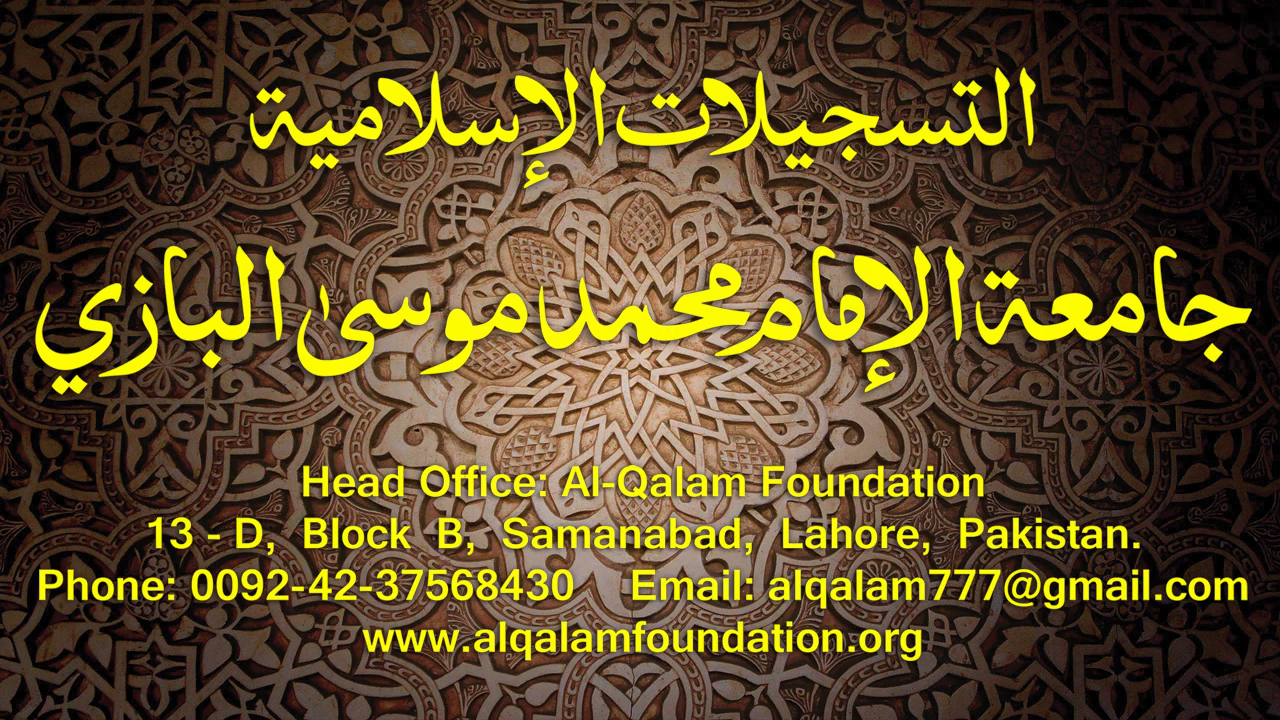 التسجيلات الإسلامية
جامعة الإمام محمد موسى البازي
Head Office: Al-Qalam Foundation
13 - D, Block B, Samanabad, Lahore, Pakistan.
Phone: 0092-42-37568430 Email: alqalam777@gmail.com
www.alqalamfoundation.org